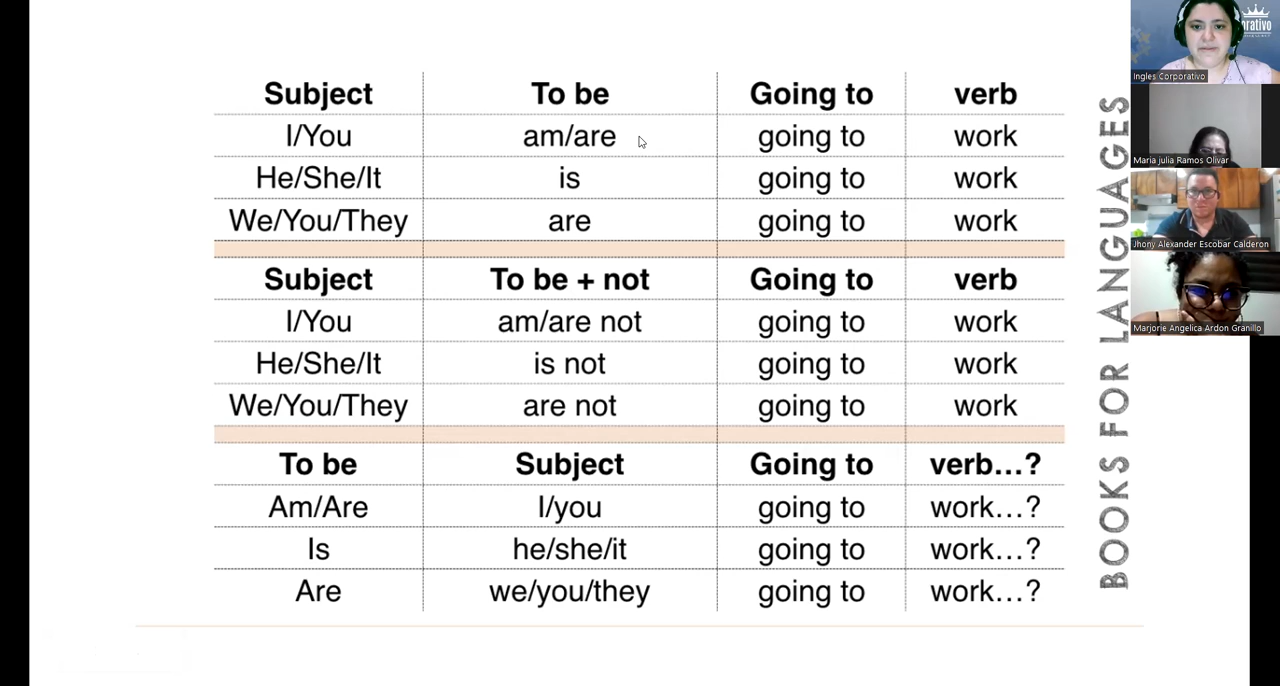 Subject To be Going to verb
I/You am/are going to work
He/She/It is going to work
We/You/They are going to work
Subject To be + not Going to verb
I/You am/are not going to work
He/She/It is not going to work
We/You/They are not going to work
To be Subject Going to verb...?
Am/Are I/you going to work...?
Is he/she/it going to work...?
Are we/you/they going to work...?
BOOKS FOR LANGUAGES
Ingles Corporativo
Maria julia Ramos Olivar
Jhony Alexander Escobar Calderon
Marjorie Angelica Ardon Granillo